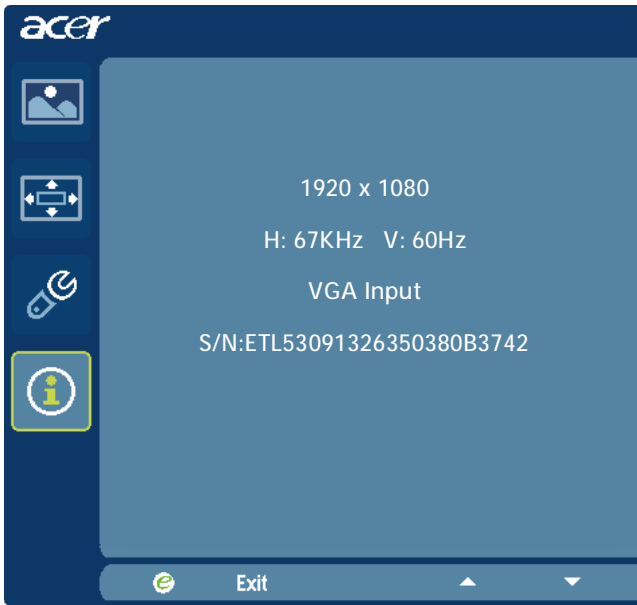 acer
1920 x 1080
H: 67KHz V: 60Hz
VGA Input
S/N:ETL53091326350380B3742
e Exit